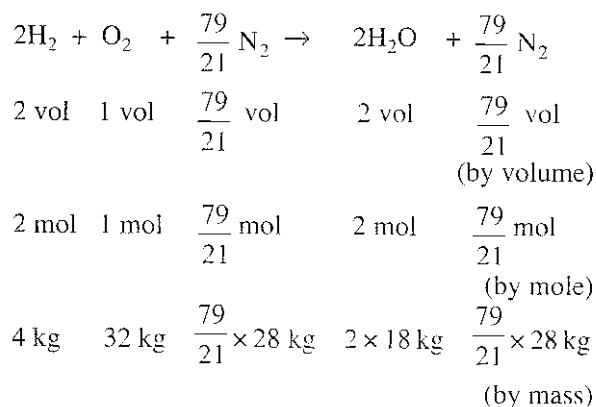 2H₂ + O₂ + 79/21 N₂ → 2H₂O + 79/21 N₂
2 vol 1 vol 79/21 vol 2 vol 79/21 vol
(by volume)
2 mol 1 mol 79/21 mol 2 mol 79/21 mol
(by mole)
4 kg 32 kg 79/21 × 28 kg 2 × 18 kg 79/21 × 28 kg
(by mass)